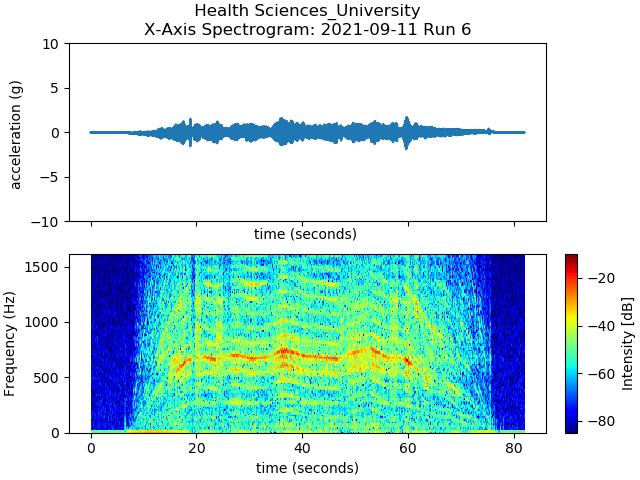 Health Sciences_University
X-Axis Spectrogram: 2021-09-11 Run 6
10
5
0
−5
−10
acceleration (g)
time (seconds)
1500
1000
500
0
Frequency (Hz)
0
20
40
60
80
time (seconds)
−20
−40
−60
−80
Intensity [dB]